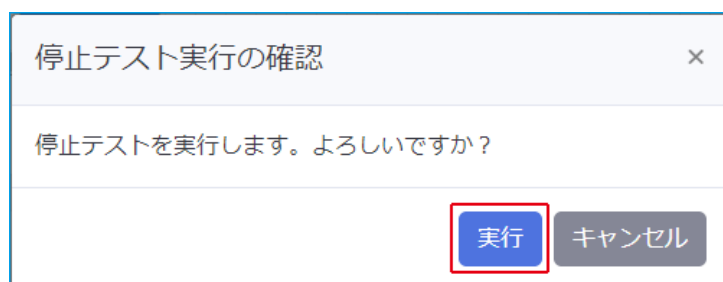 停止テスト実行の確認
×
停止テストを実行します。よろしいですか？
実行
キャンセル